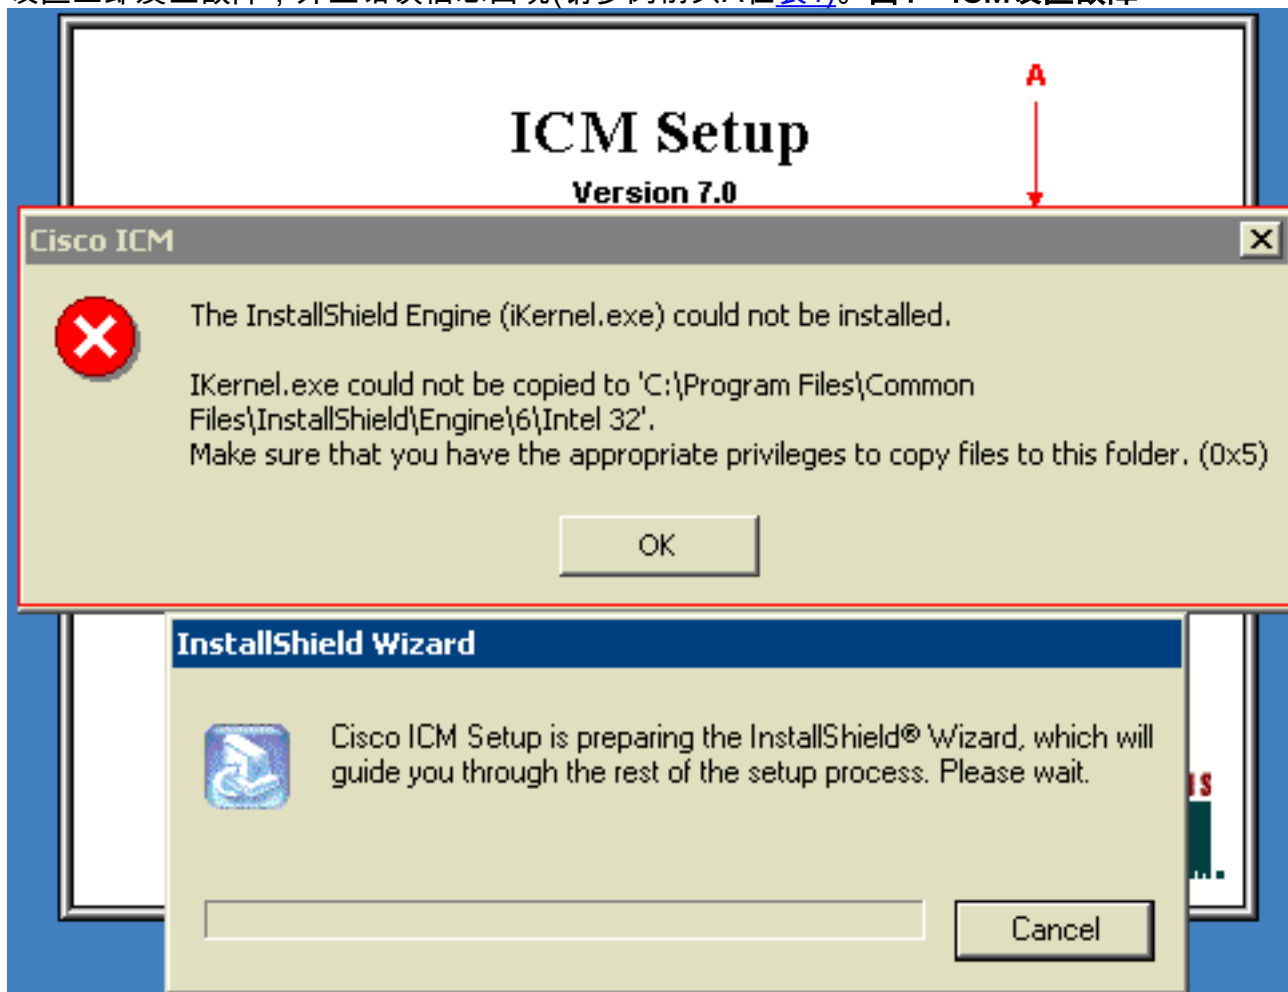 A
ICM Setup
Version 7.0
Cisco ICM
The InstallShield Engine (iKernel.exe) could not be installed.
IKernel.exe could not be copied to 'C:\Program Files\Common
Files\InstallShield\Engine\6\Intel 32'.
Make sure that you have the appropriate privileges to copy files to this folder. (0x5)
OK
InstallShield Wizard
Cisco ICM Setup is preparing the InstallShield® Wizard, which will
guide you through the rest of the setup process. Please wait.
Cancel